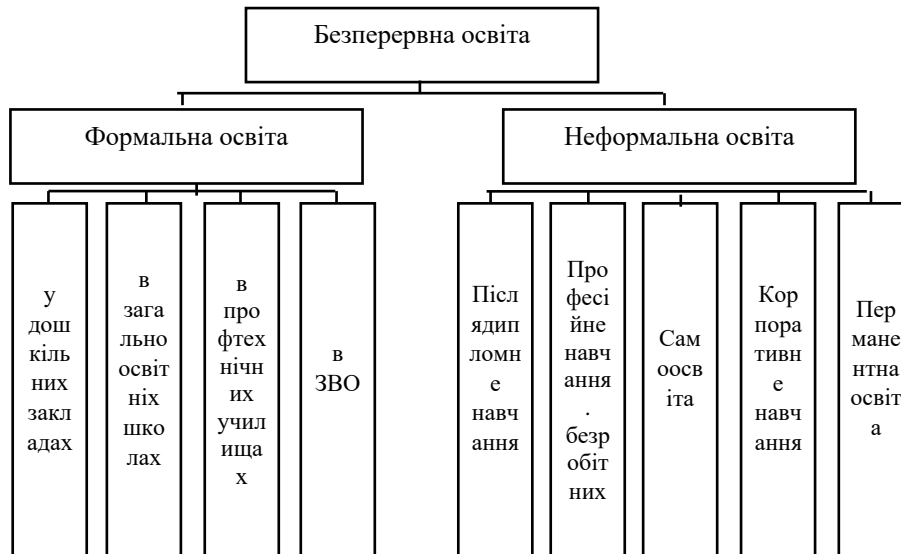 Безперервна освіта
Формальна освіта
Неформальна освіта
у
дош
кіль
них
закл
адах
в
загаль
но
освіт
ніх
шко
лах
в
про
фтех
нічн
их
учил
ища
х
в
ЗВО
Післ
ядип
ломн
е
навч
ання
Про
фесі
йне
навч
ання
.
безр
обіт
них
Сам
оосв
іта
Кор
пора
тивн
е
навч
ання
Пер
мане
нтна
освіт
а